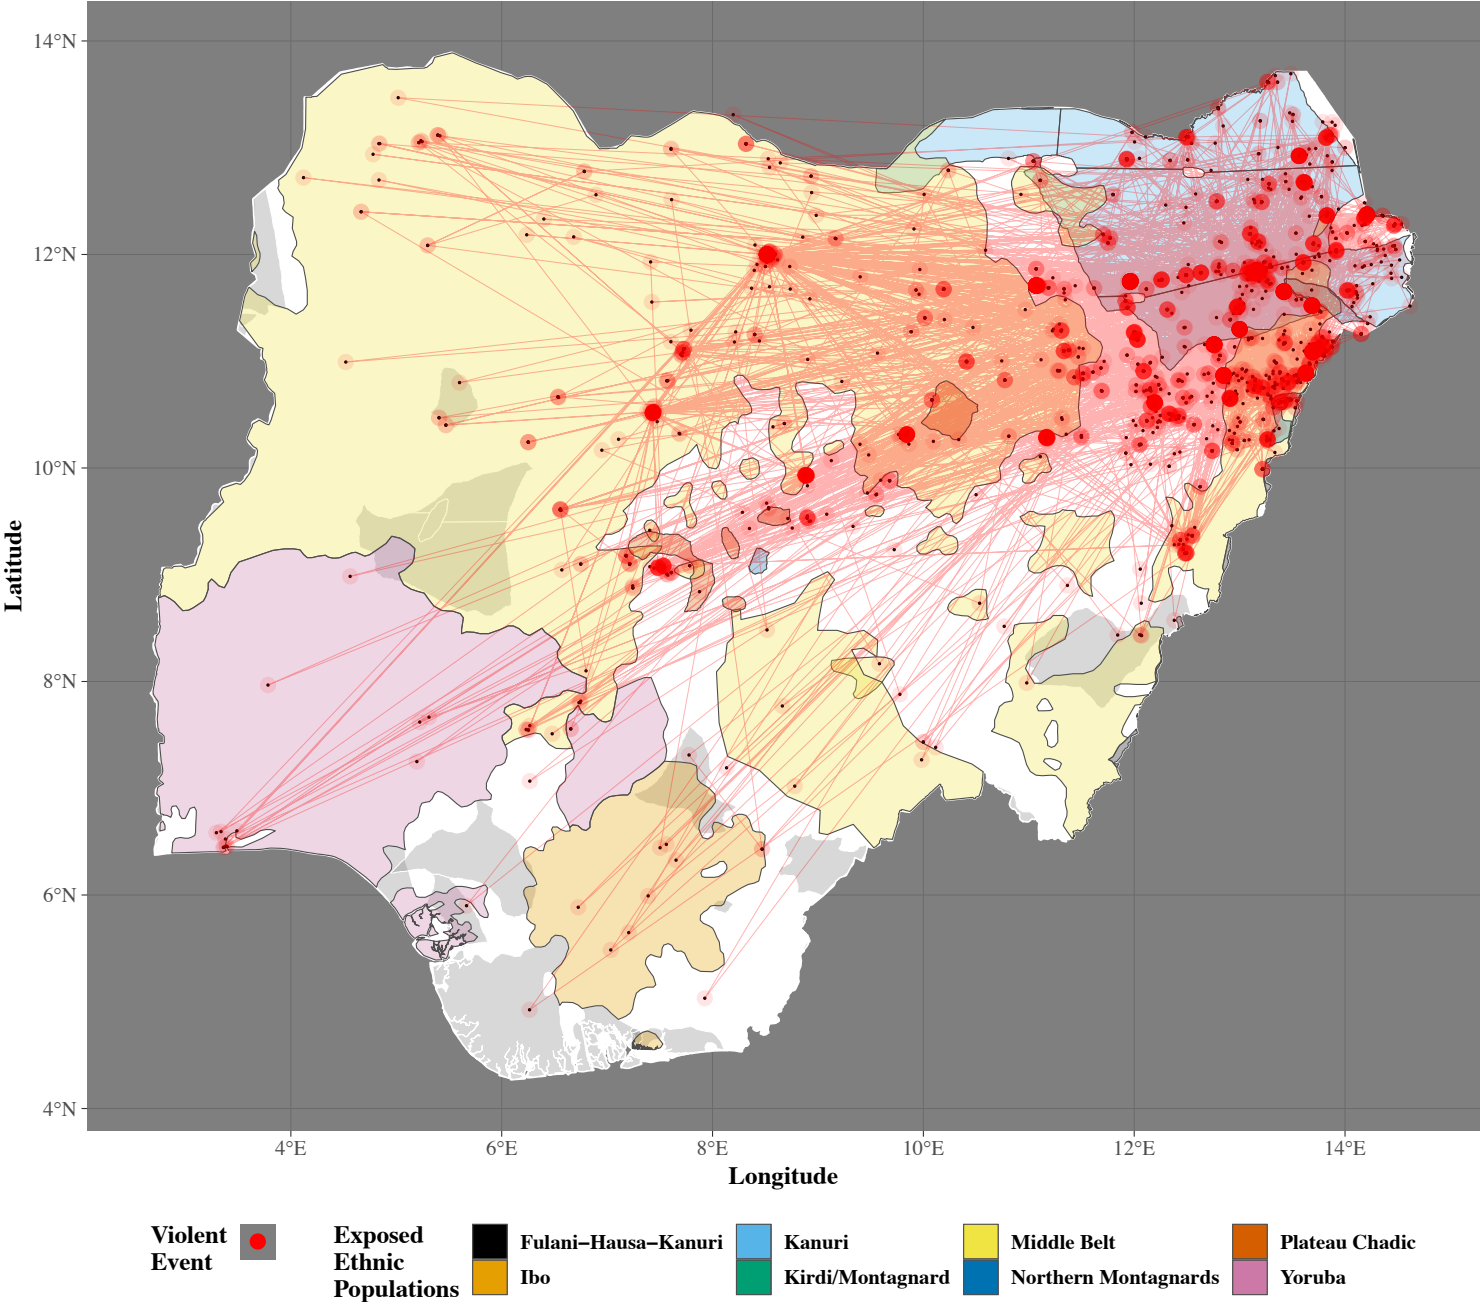 14°N
12°N
10°N
8°N
6°N
4°N
Latitude
4°E 6°E 8°E 10°E 12°E 14°E
Longitude
Violent Event
Exposed Ethnic Populations
Fulani−Hausa−Kanuri
Ibo
Kanuri
Kirdi/Montagnard
Middle Belt
Northern Montagnards
Plateau Chadic
Yoruba